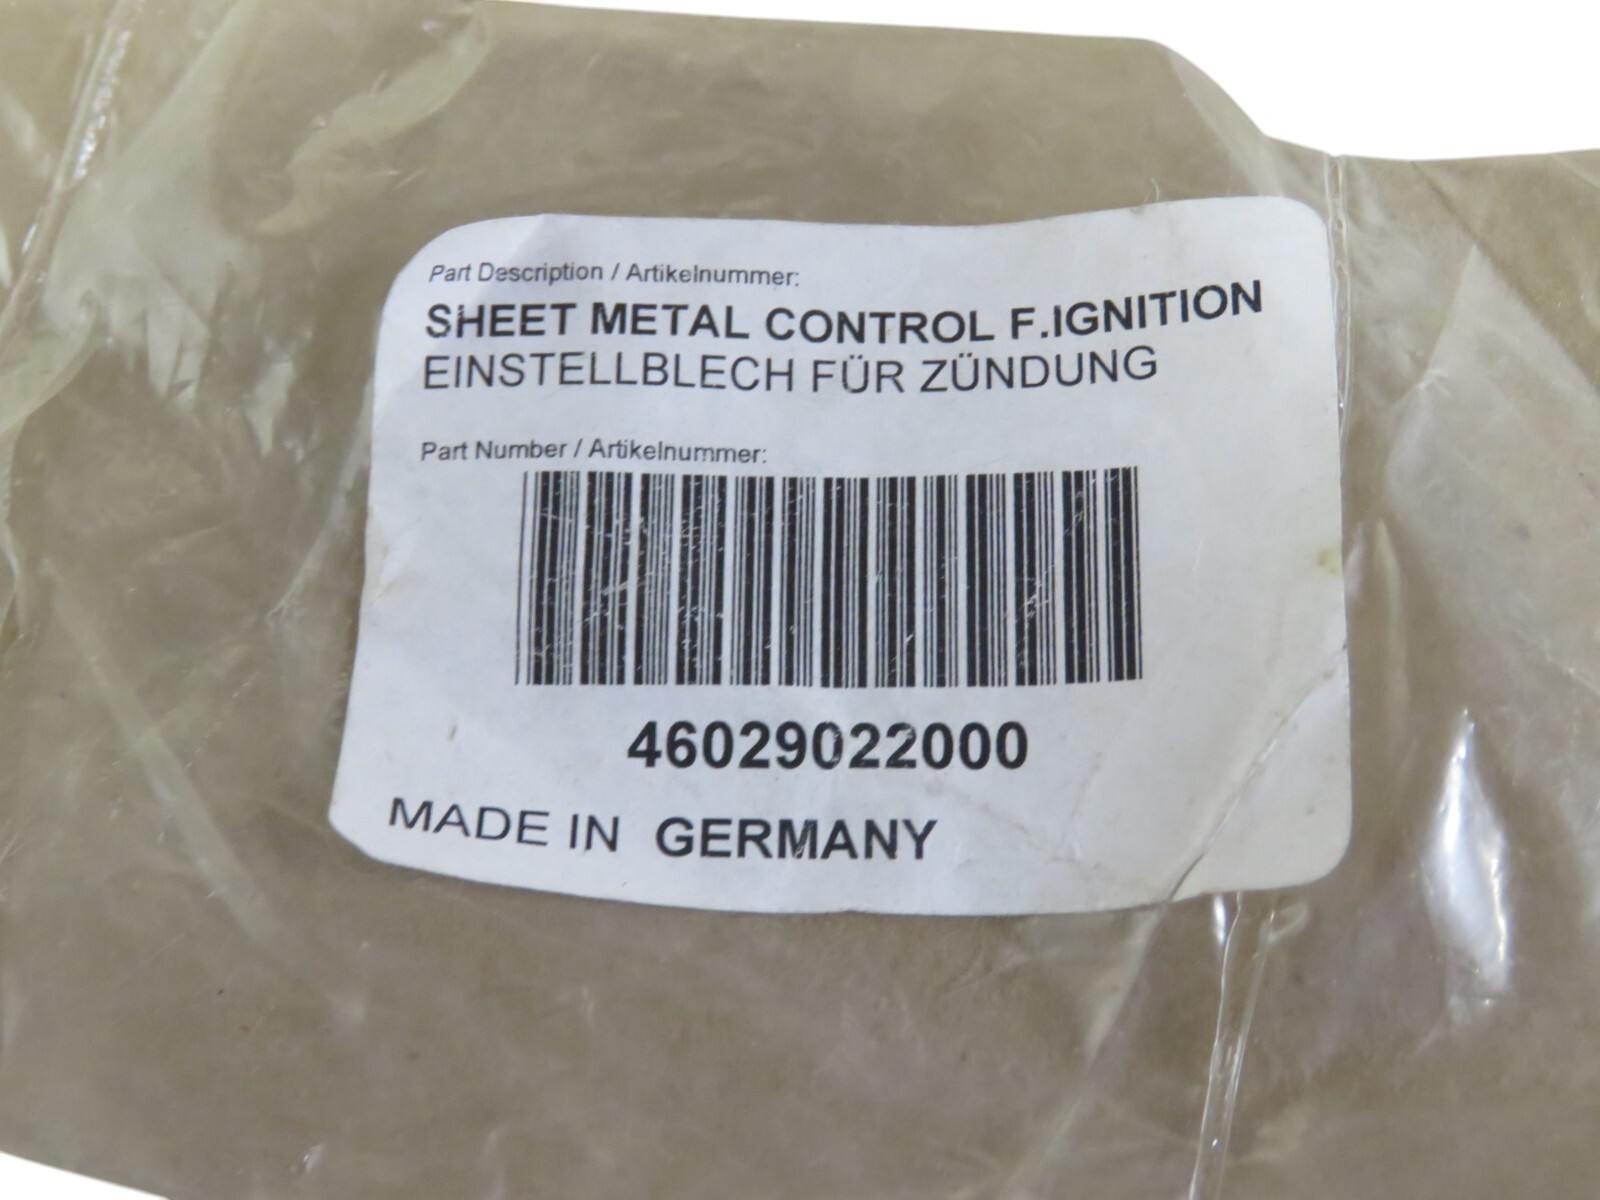 Part Description / Artikelnummer:
SHEET METAL CONTROL F.IGNITION
EINSTELLBLECH FÜR ZÜNDUNG
Part Number / Artikelnummer:
46029022000
MADE IN GERMANY